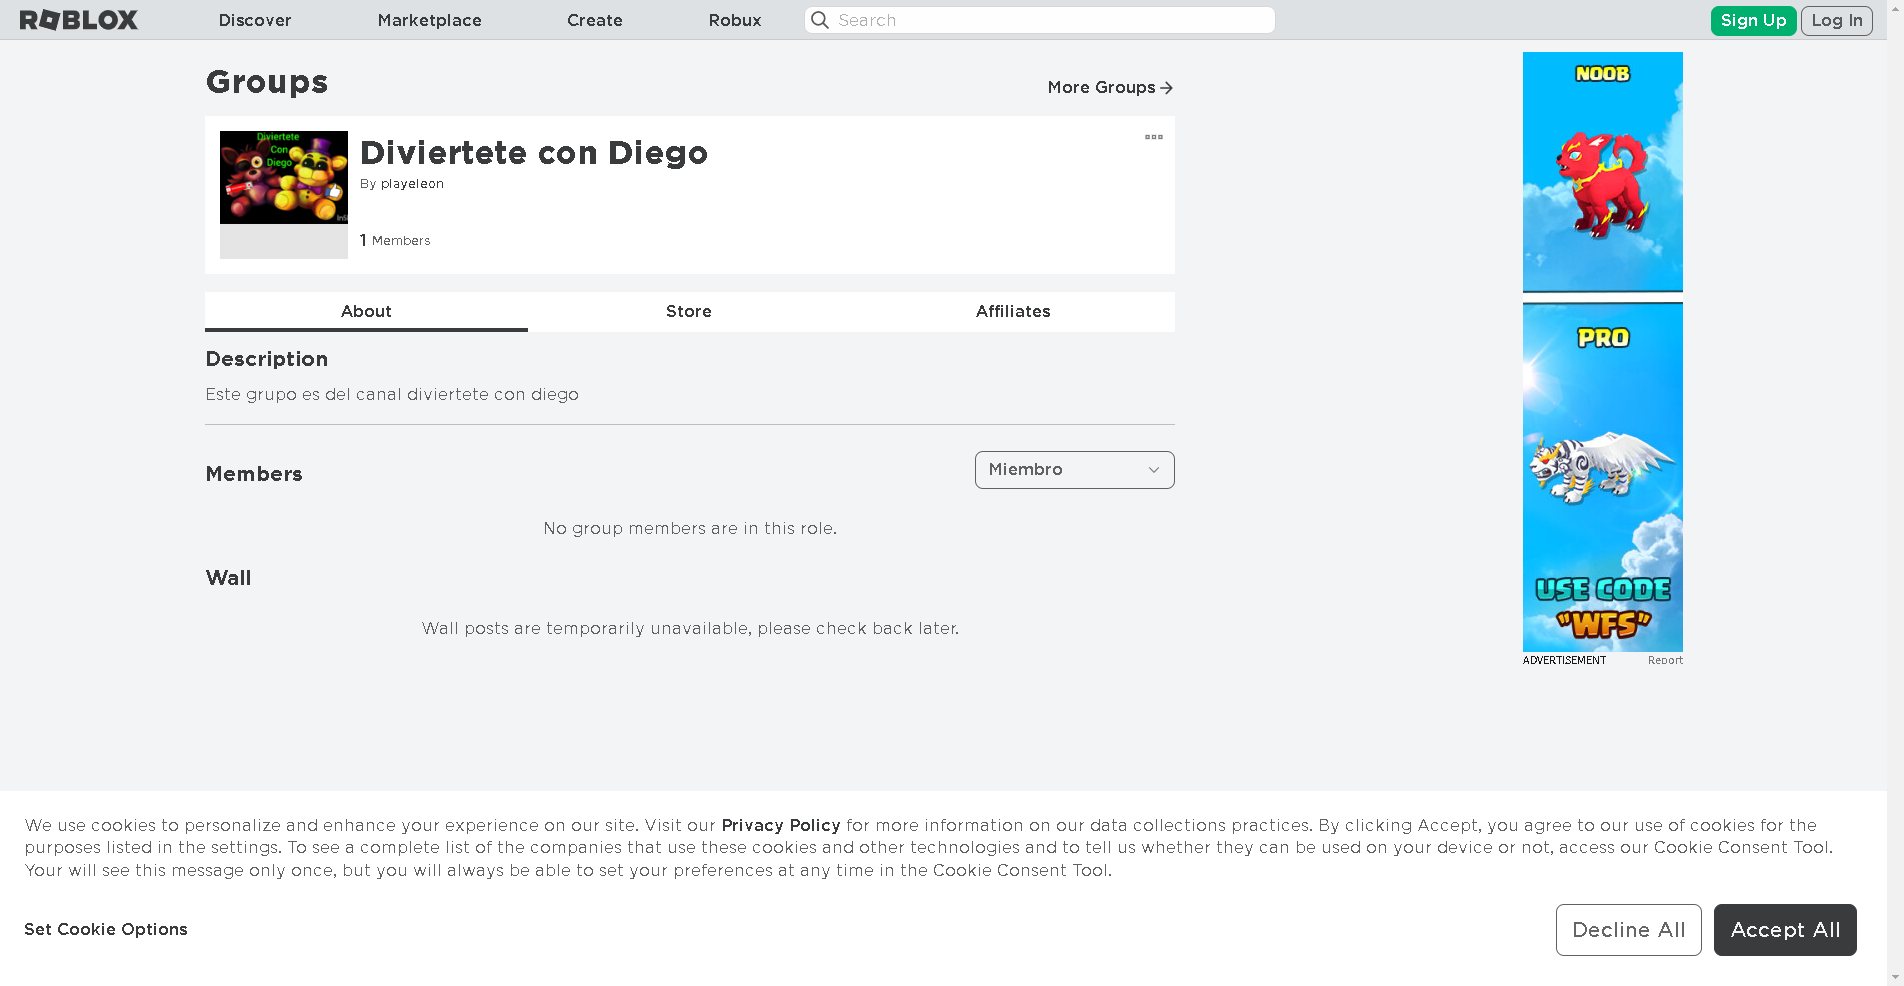 ROBLOX
Discover
Marketplace
Create
Robux
Search
Sign Up
Log In
Groups
More Groups
Diviertete
Con
Diego
Diviertete con Diego
By playeleon
1 Members
About
Store
Affiliates
Description
Este grupo es del canal diviertete con diego
Members
Miembro
No group members are in this role.
Wall
Wall posts are temporarily unavailable, please check back later.
NOOB
PRO
USE CODE
"WFS"
ADVERTISEMENT
Report
We use cookies to personalize and enhance your experience on our site. Visit our Privacy Policy for more information on our data collections practices. By clicking Accept, you agree to our use of cookies for the
purposes listed in the settings. To see a complete list of the companies that use these cookies and other technologies and to tell us whether they can be used on your device or not, access our Cookie Consent Tool.
Your will see this message only once, but you will always be able to set your preferences at any time in the Cookie Consent Tool.
Set Cookie Options
Decline All
Accept All